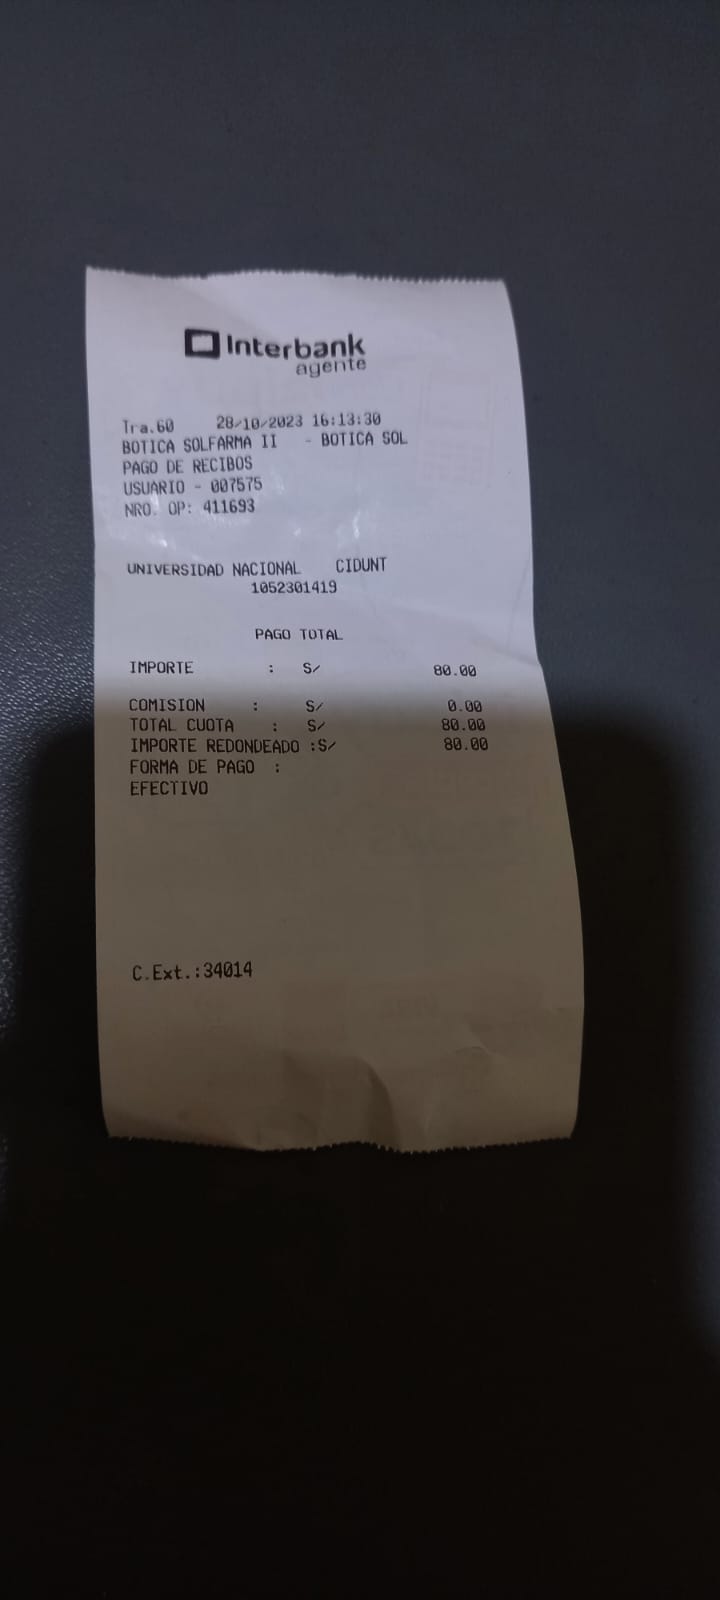 Interbank
agente
Tra.60 28/10/2023 16:13:30
BOTICA SOLFARMA II - BOTICA SOL
PAGO DE RECIBOS
USUARIO - 007575
NRO. OP: 411693
UNIVERSIDAD NACIONAL CIDUNT
1052301419
PAGO TOTAL
IMPORTE : S/ 80.00
COMISION : S/ 0.00
TOTAL CUOTA : S/ 80.00
IMPORTE REDONDEADO :S/ 80.00
FORMA DE PAGO :
EFECTIVO
C.Ext.:34014